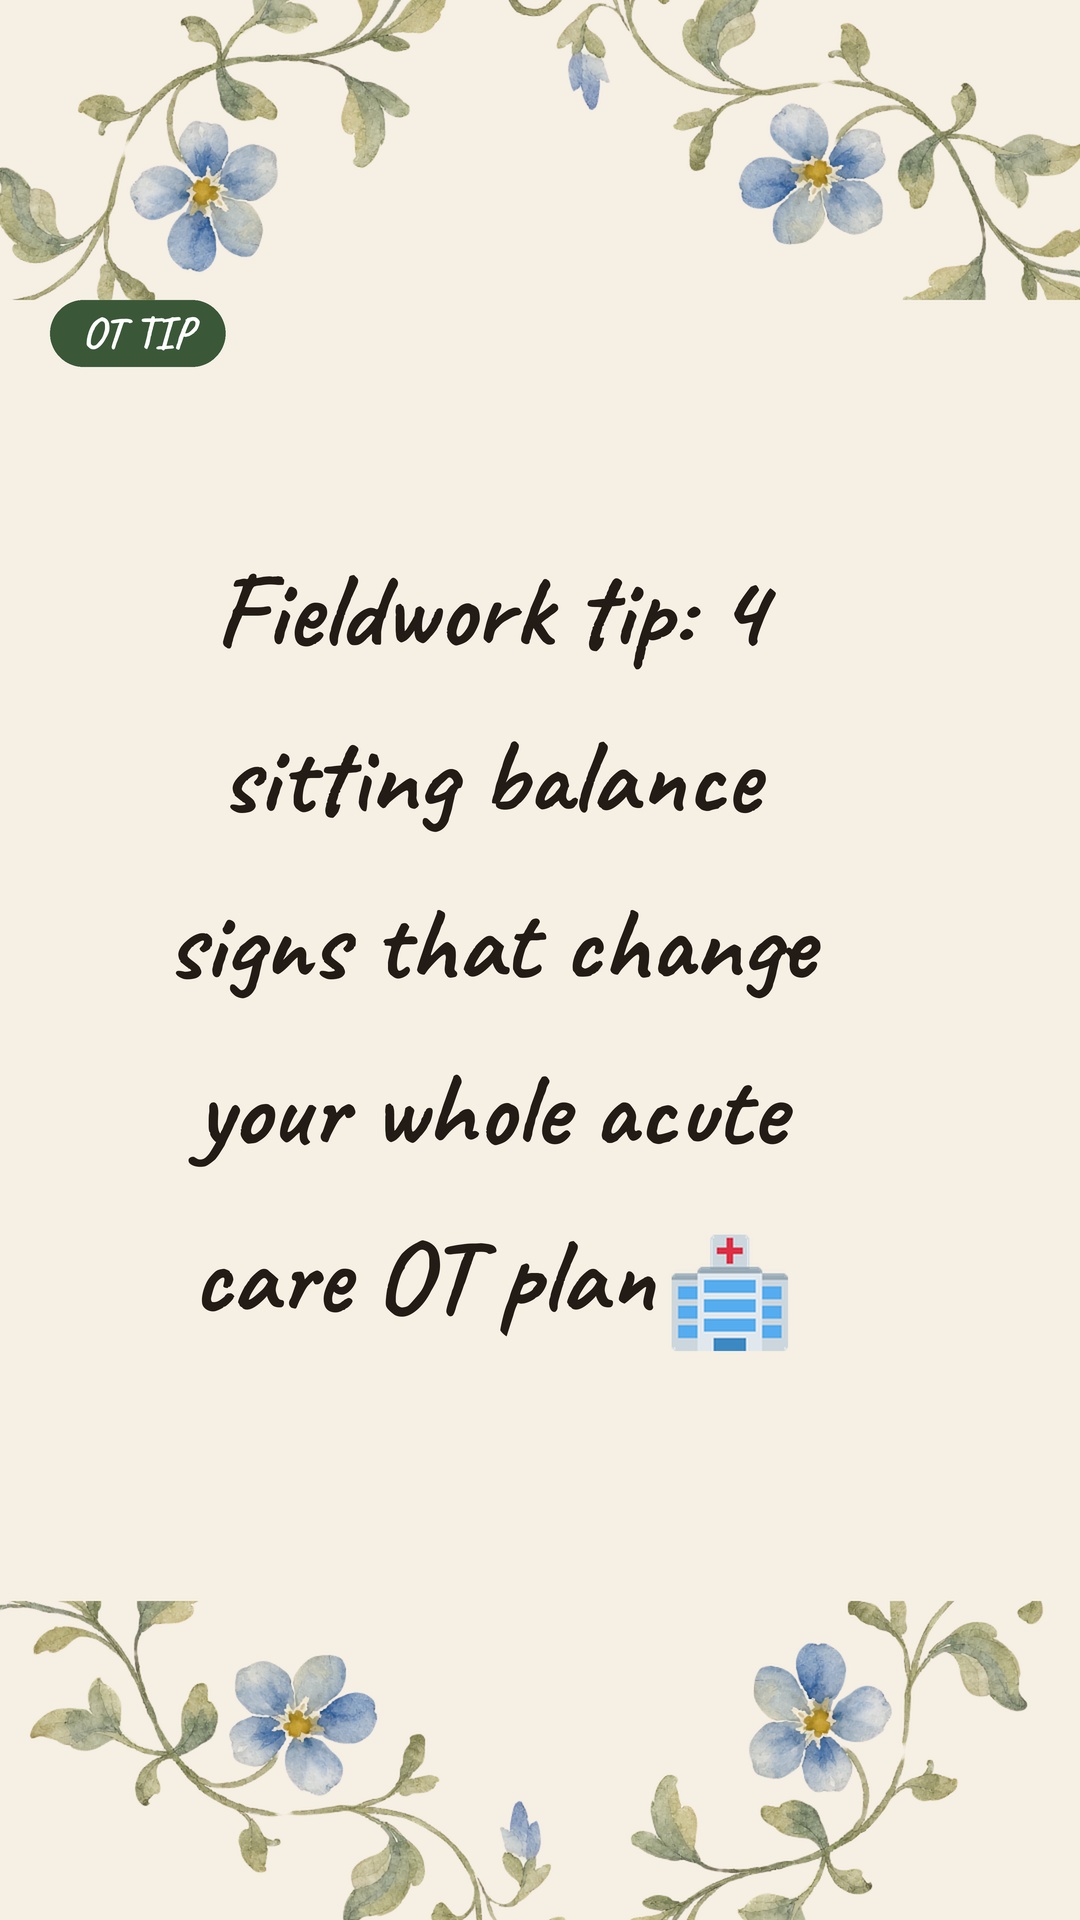 OT TIP
Fieldwork tip: 4
sitting balance
signs that change
your whole acute
care OT plan🏥